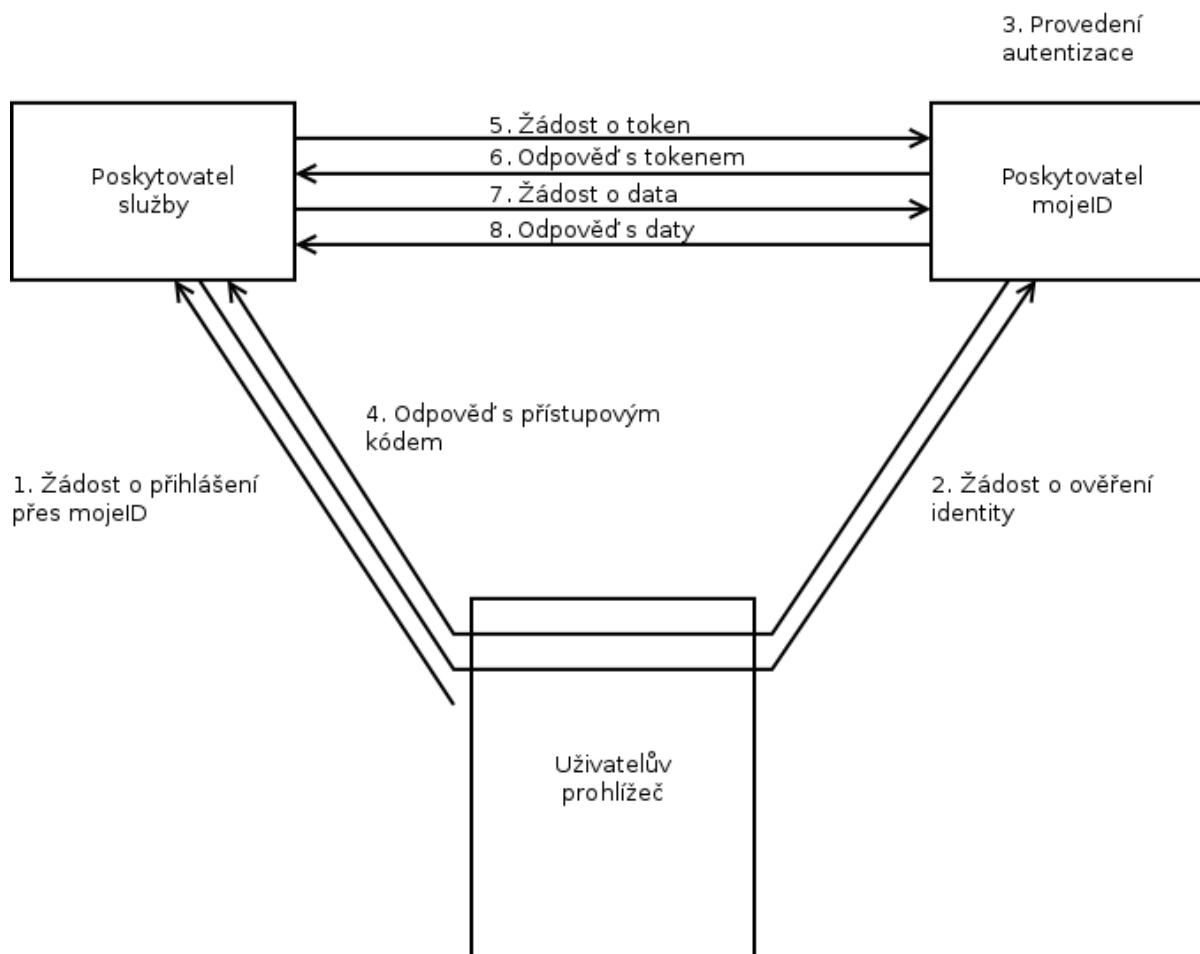 3. Provedení
autentizace
5. Žádost o token
6. Odpověď s tokenem
7. Žádost o data
8. Odpověď s daty
Poskytovatel
služby
Poskytovatel
mojeID
4. Odpověď s přístupovým
kódem
1. Žádost o přihlášení
přes mojeID
2. Žádost o ověření
identity
Uživatelův
prohlížeč